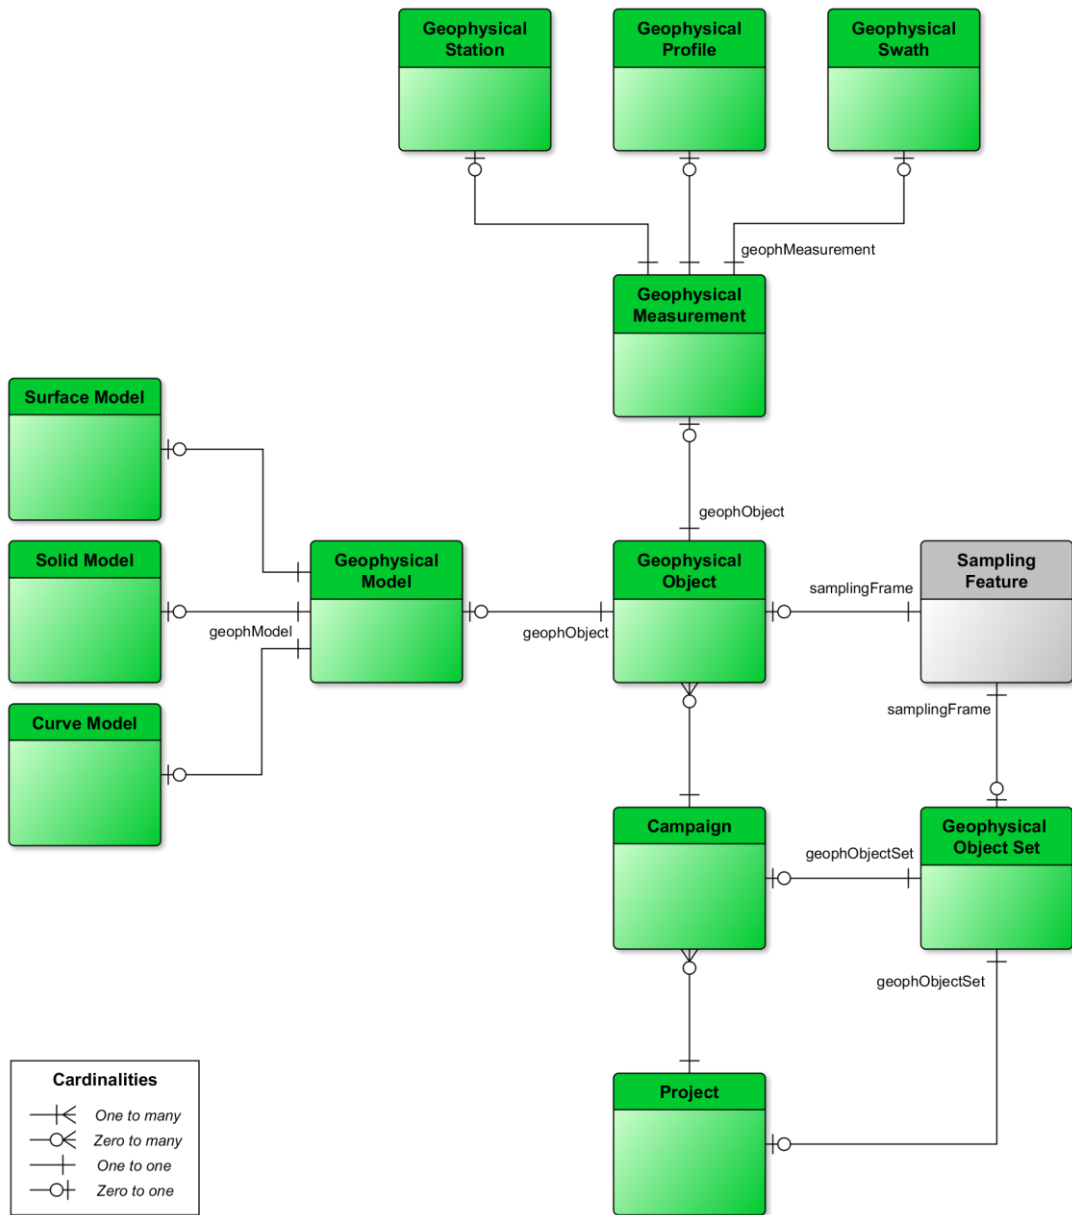 Geophysical
Station
Geophysical
Profile
Geophysical
Swath
geophMeasurement
Geophysical
Measurement
Surface Model
geophObject
Solid Model
Geophysical
Model
Geophysical
Object
Sampling
Feature
samplingFrame
geophModel
geophObject
samplingFrame
Curve Model
Campaign
Geophysical
Object Set
geophObjectSet
geophObjectSet
Cardinalities
One to many
Zero to many
One to one
Zero to one
Project